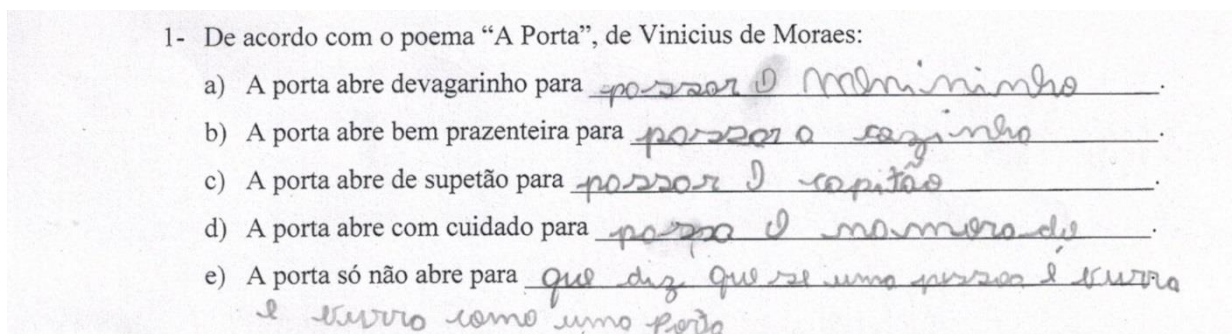 1- De acordo com o poema “A Porta”, de Vinicius de Moraes:
a) A porta abre devagarinho para passar o menininho.
b) A porta abre bem prazenteira para passar o cozinho.
c) A porta abre de supetão para passar o capitão.
d) A porta abre com cuidado para passa o nammorado.
e) A porta só não abre para que diz que se uma pessoa é burra
e burro como uma porta